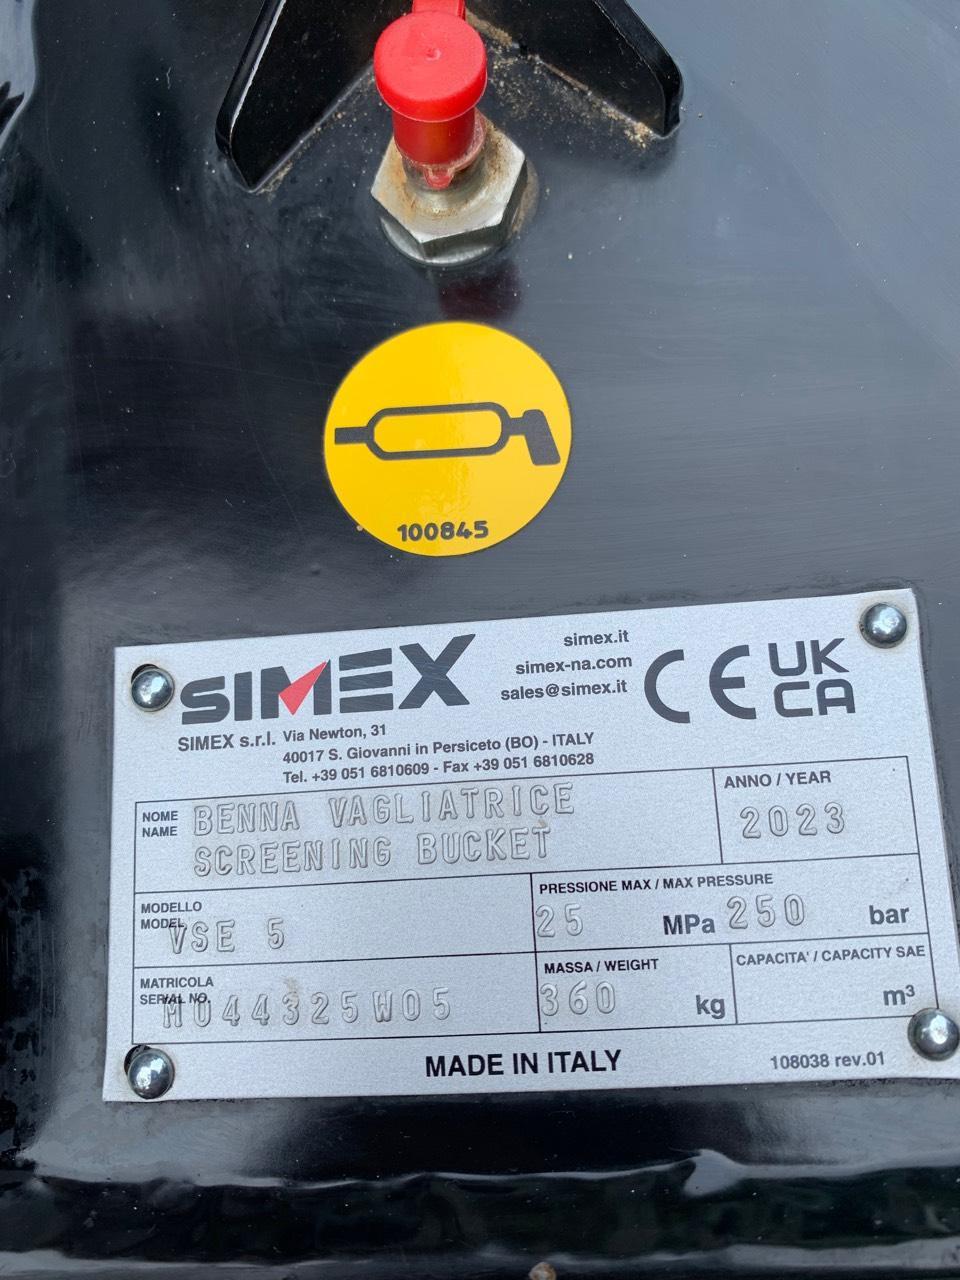 100845
SIMEX
simex.it
simex-na.com
sales@simex.it
CE
UK
CA
SIMEX s.r.l. Via Newton, 31
40017 S. Giovanni in Persiceto (BO) - ITALY
Tel. +39 051 6810609 - Fax +39 051 6810628
NOME
NAME
BENNA VAGLIATRICE
SCREENING BUCKET
ANNO / YEAR
2023
MODELLO
MODEL
VSE 5
PRESSIONE MAX / MAX PRESSURE
25 MPa 250 bar
MATRICOLA
SERIAL NO.
M044325W05
MASSA / WEIGHT
360 kg
CAPACITA' / CAPACITY SAE
m³
MADE IN ITALY
108038 rev.01